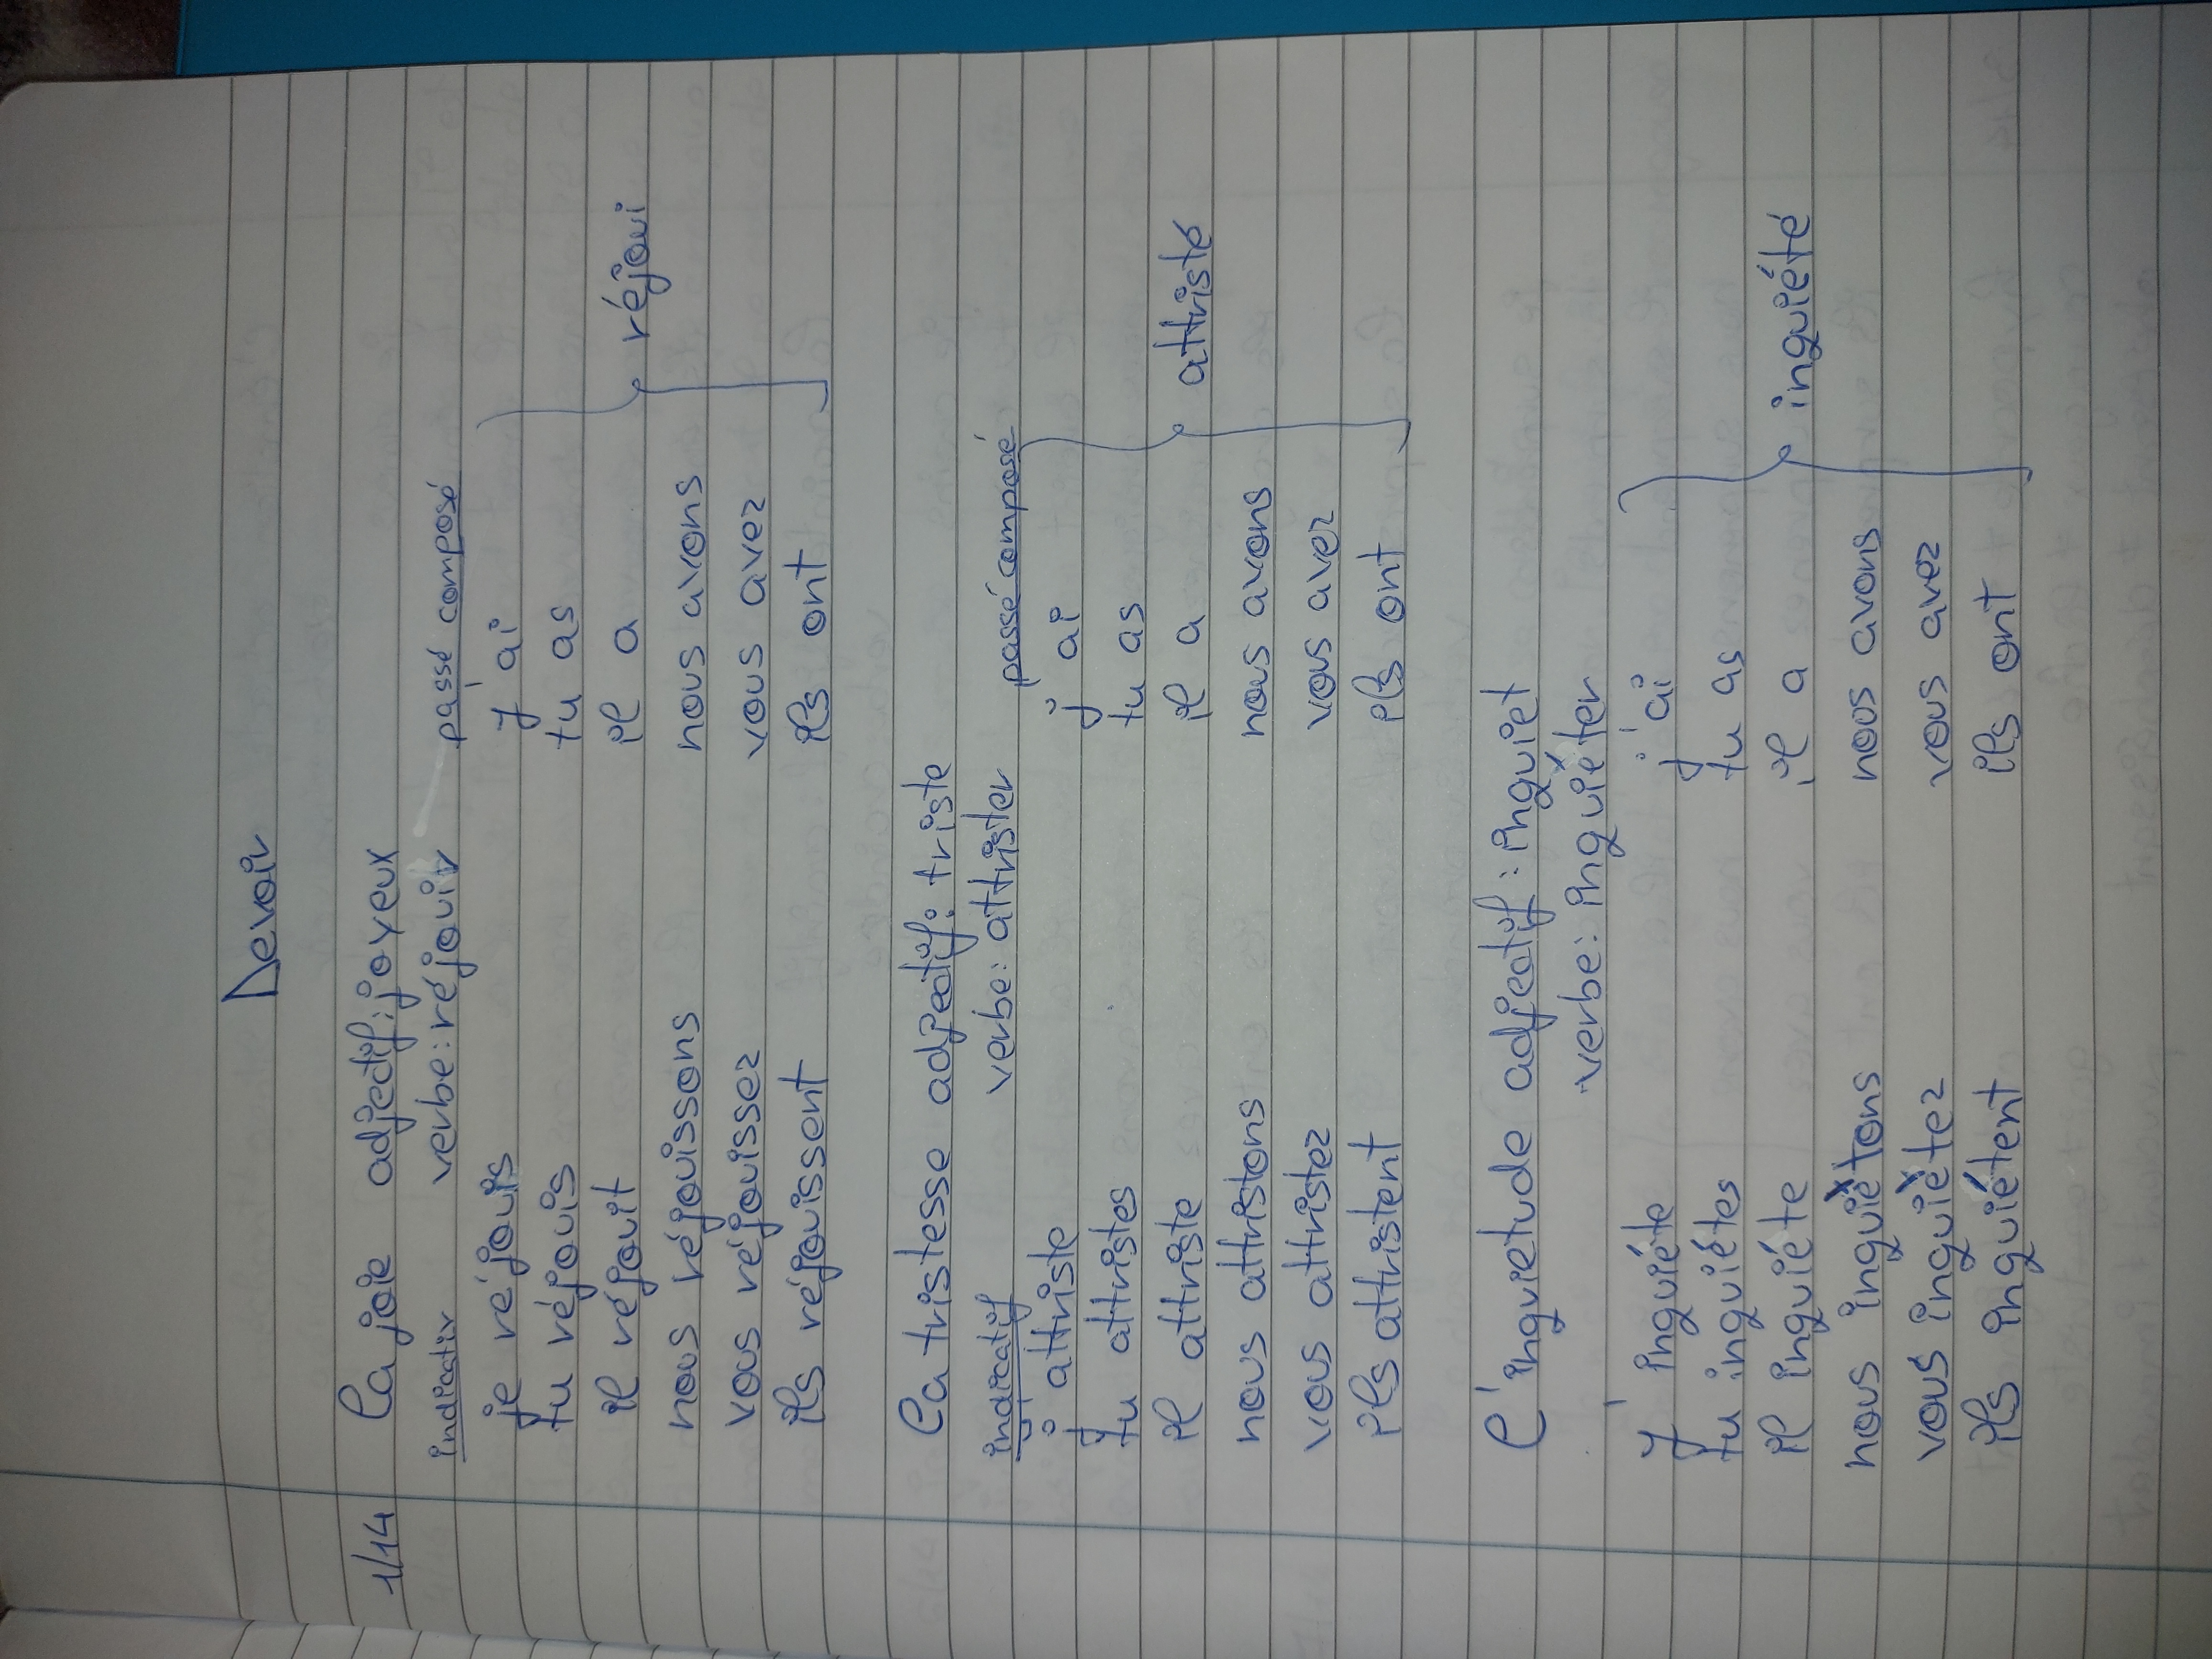 Devoir
1/14 la joie adjectif: joyeux
indicatif verbe: réjouir passé composé
je réjouis j'ai
tu réjouis tu as
il réjouit il a réjoui
nous réjouissons nous avons
vous réjouissez vous avez
ils réjouissent ils ont
la tristesse adjectif: triste
indicatif verbe: attrister passé composé
j'attriste j'ai
tu attristes tu as
il attriste il a attristé
nous attristons nous avons
vous attristez vous avez
ils attristent ils ont
l'inquietude adjectif: inquiet
verbe: inquiéter
j'inquiéte j'ai
tu inquiétes tu as
il inquiéte il a inquiété
nous inquiètons nous avons
vous inquiètez vous avez
ils inquiétent ils ont